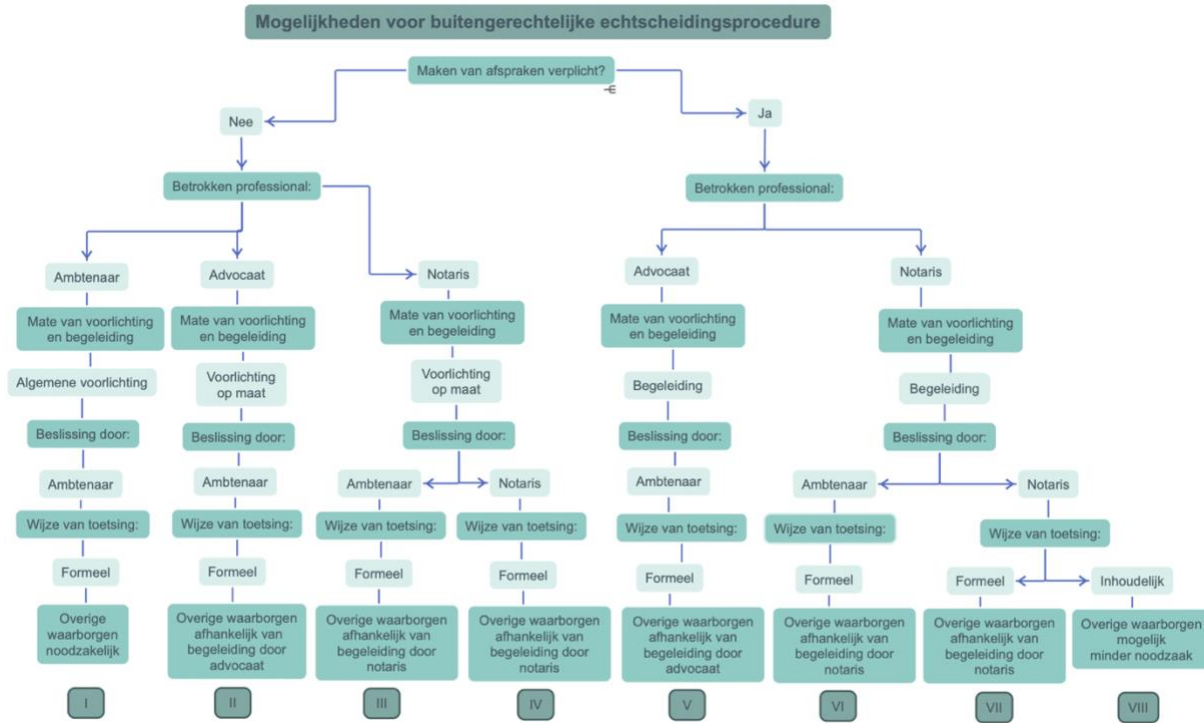 Mogelijkheden voor buitengerechtelijke echtscheidingsprocedure
Maken van afspraken verplicht?
Nee
Ja
Betrokken professional:
Betrokken professional:
Ambtenaar
Advocaat
Notaris
Advocaat
Notaris
Mate van voorlichting
en begeleiding
Mate van voorlichting
en begeleiding
Mate van voorlichting
en begeleiding
Mate van voorlichting
en begeleiding
Mate van voorlichting
en begeleiding
Algemene voorlichting
Voorlichting
op maat
Voorlichting
op maat
Begeleiding
Begeleiding
Beslissing door:
Beslissing door:
Beslissing door:
Beslissing door:
Beslissing door:
Ambtenaar
Ambtenaar
Ambtenaar
Notaris
Ambtenaar
Ambtenaar
Notaris
Wijze van toetsing:
Wijze van toetsing:
Wijze van toetsing:
Wijze van toetsing:
Wijze van toetsing:
Wijze van toetsing:
Wijze van toetsing:
Formeel
Formeel
Formeel
Formeel
Formeel
Formeel
Formeel
Inhoudelijk
Overige
waarborgen
noodzakelijk
Overige waarborgen
afhankelijk van
begeleiding door
advocaat
Overige waarborgen
afhankelijk van
begeleiding door
notaris
Overige waarborgen
afhankelijk van
begeleiding door
notaris
Overige waarborgen
afhankelijk van
begeleiding door
advocaat
Overige waarborgen
afhankelijk van
begeleiding door
notaris
Overige waarborgen
afhankelijk van
begeleiding door
notaris
Overige waarborgen
mogelijk
minder noodzaak
I
II
III
IV
V
VI
VII
VIII